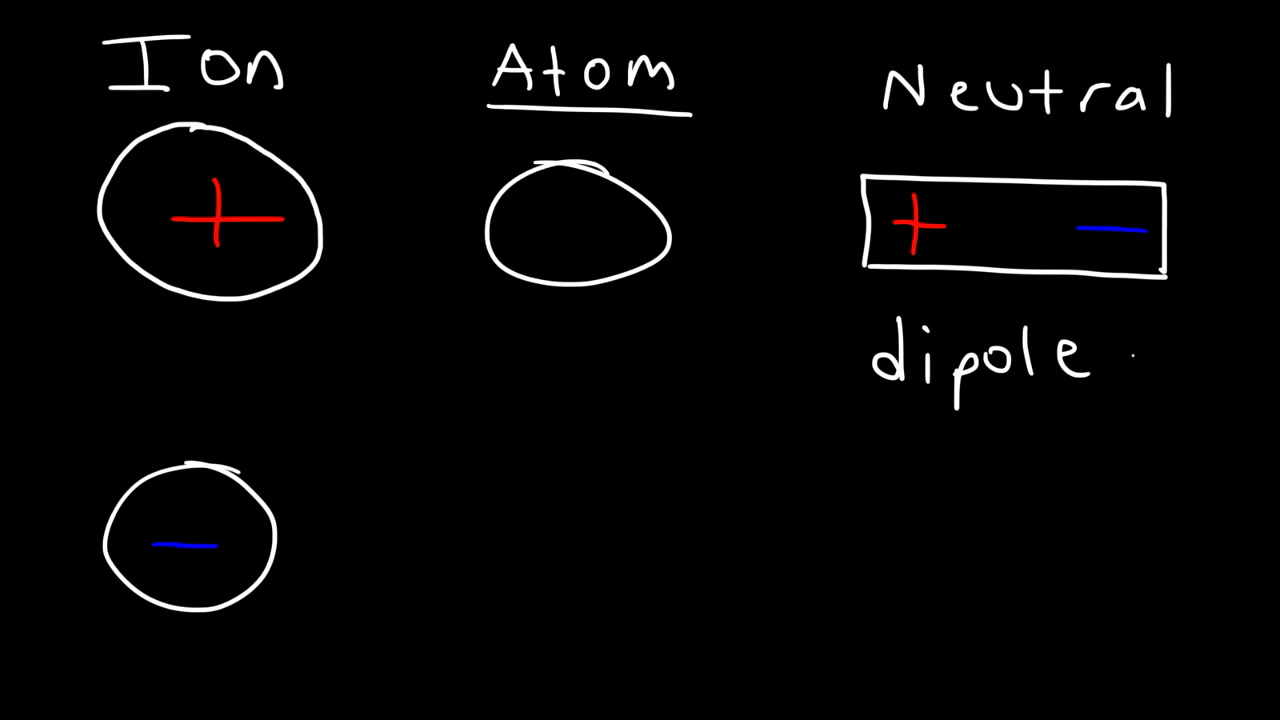 Ion
Atom
Neutral
+
+ −
dipole
−